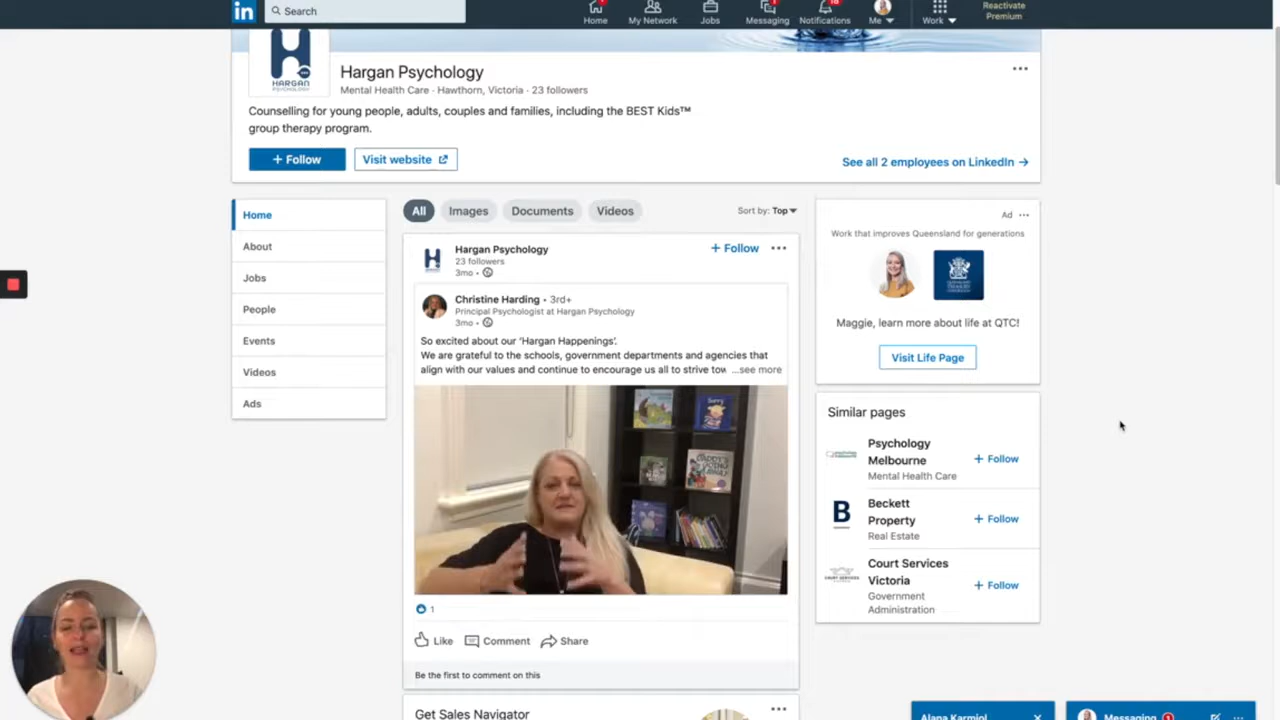 in
Search
Home
My Network
Jobs
Messaging
Notifications
Me
Work
Reactivate
Premium
HARGAN
PSYCHOLOGY
Hargan Psychology
Mental Health Care · Hawthorn, Victoria · 23 followers
Counselling for young people, adults, couples and families, including the BEST Kids™
group therapy program.
+ Follow
Visit website
See all 2 employees on LinkedIn →
Home
About
Jobs
People
Events
Videos
Ads
All
Images
Documents
Videos
Sort by: Top
Hargan Psychology
23 followers
3mo •
+ Follow
Christine Harding • 3rd+
Principal Psychologist at Hargan Psychology
3mo •
So excited about our ‘Hargan Happenings’.
We are grateful to the schools, government departments and agencies that
align with our values and continue to encourage us all to strive tow ...see more
Sorry
1
Like
Comment
Share
Be the first to comment on this
Get Sales Navigator
Ad
Work that improves Queensland for generations
Maggie, learn more about life at QTC!
Visit Life Page
Similar pages
Psychology
Melbourne
Mental Health Care
+ Follow
B
Beckett
Property
Real Estate
+ Follow
COURT SERVICES
VICTORIA
Court Services
Victoria
Government
Administration
+ Follow
Alana Karmiol
Messaging
1